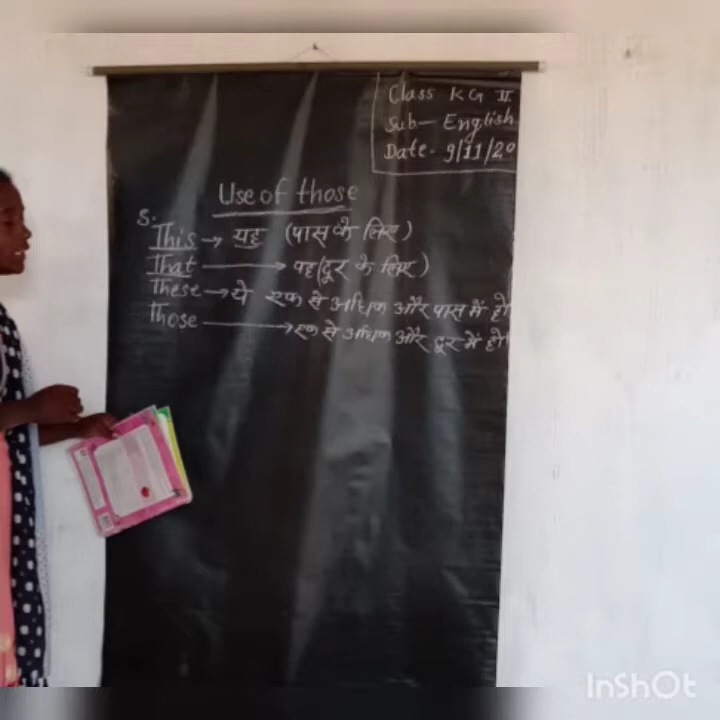 Class KG II
Sub- English
Date- 9/11/20
Use of those
S.
This → यह (पास के लिए)
That → वह (दूर के लिए)
These → ये एक से अधिक और पास में हो
Those → एक से अधिक और दूर में हो
InShOt